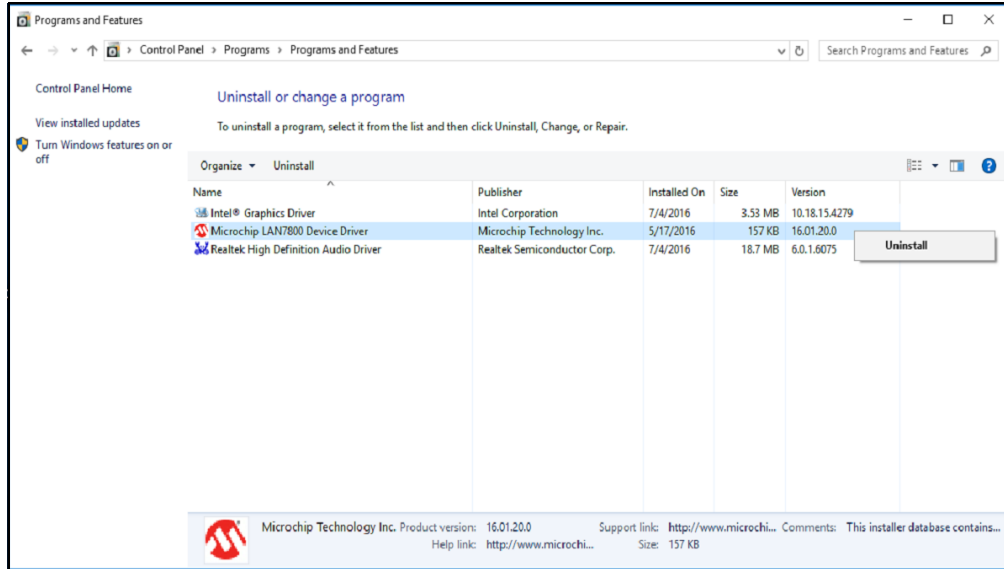 Programs and Features
Control Panel > Programs > Programs and Features
Search Programs and Features
Control Panel Home
View installed updates
Turn Windows features on or
off
Uninstall or change a program
To uninstall a program, select it from the list and then click Uninstall, Change, or Repair.
Organize Uninstall
Name Publisher Installed On Size Version
Intel® Graphics Driver Intel Corporation 7/4/2016 3.53 MB 10.18.15.4279
Microchip LAN7800 Device Driver Microchip Technology Inc. 5/17/2016 157 KB 16.01.20.0
Realtek High Definition Audio Driver Realtek Semiconductor Corp. 7/4/2016 18.7 MB 6.0.1.6075
Uninstall
Microchip Technology Inc. Product version: 16.01.20.0 Support link: http://www.microchi... Comments: This installer database contains...
Help link: http://www.microchi... Size: 157 KB